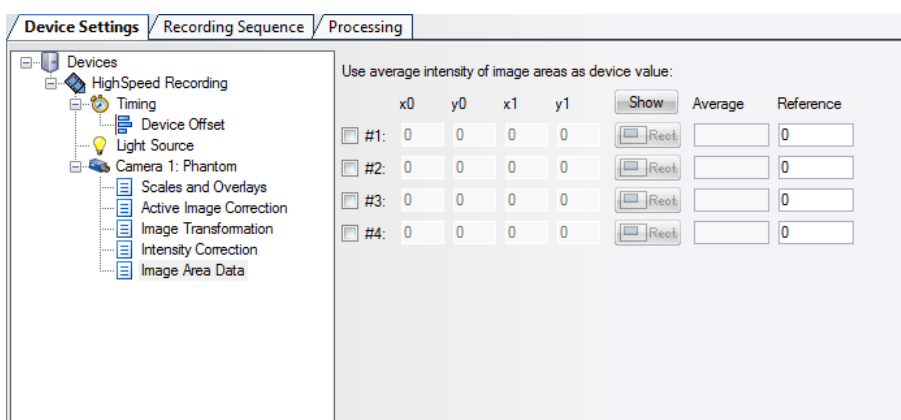 Device Settings Recording Sequence Processing
Devices
HighSpeed Recording
Timing
Device Offset
Light Source
Camera 1: Phantom
Scales and Overlays
Active Image Correction
Image Transformation
Intensity Correction
Image Area Data
Use average intensity of image areas as device value:
x0 y0 x1 y1 Show Average Reference
#1: 0 0 0 0 Rect. 0
#2: 0 0 0 0 Rect. 0
#3: 0 0 0 0 Rect. 0
#4: 0 0 0 0 Rect. 0